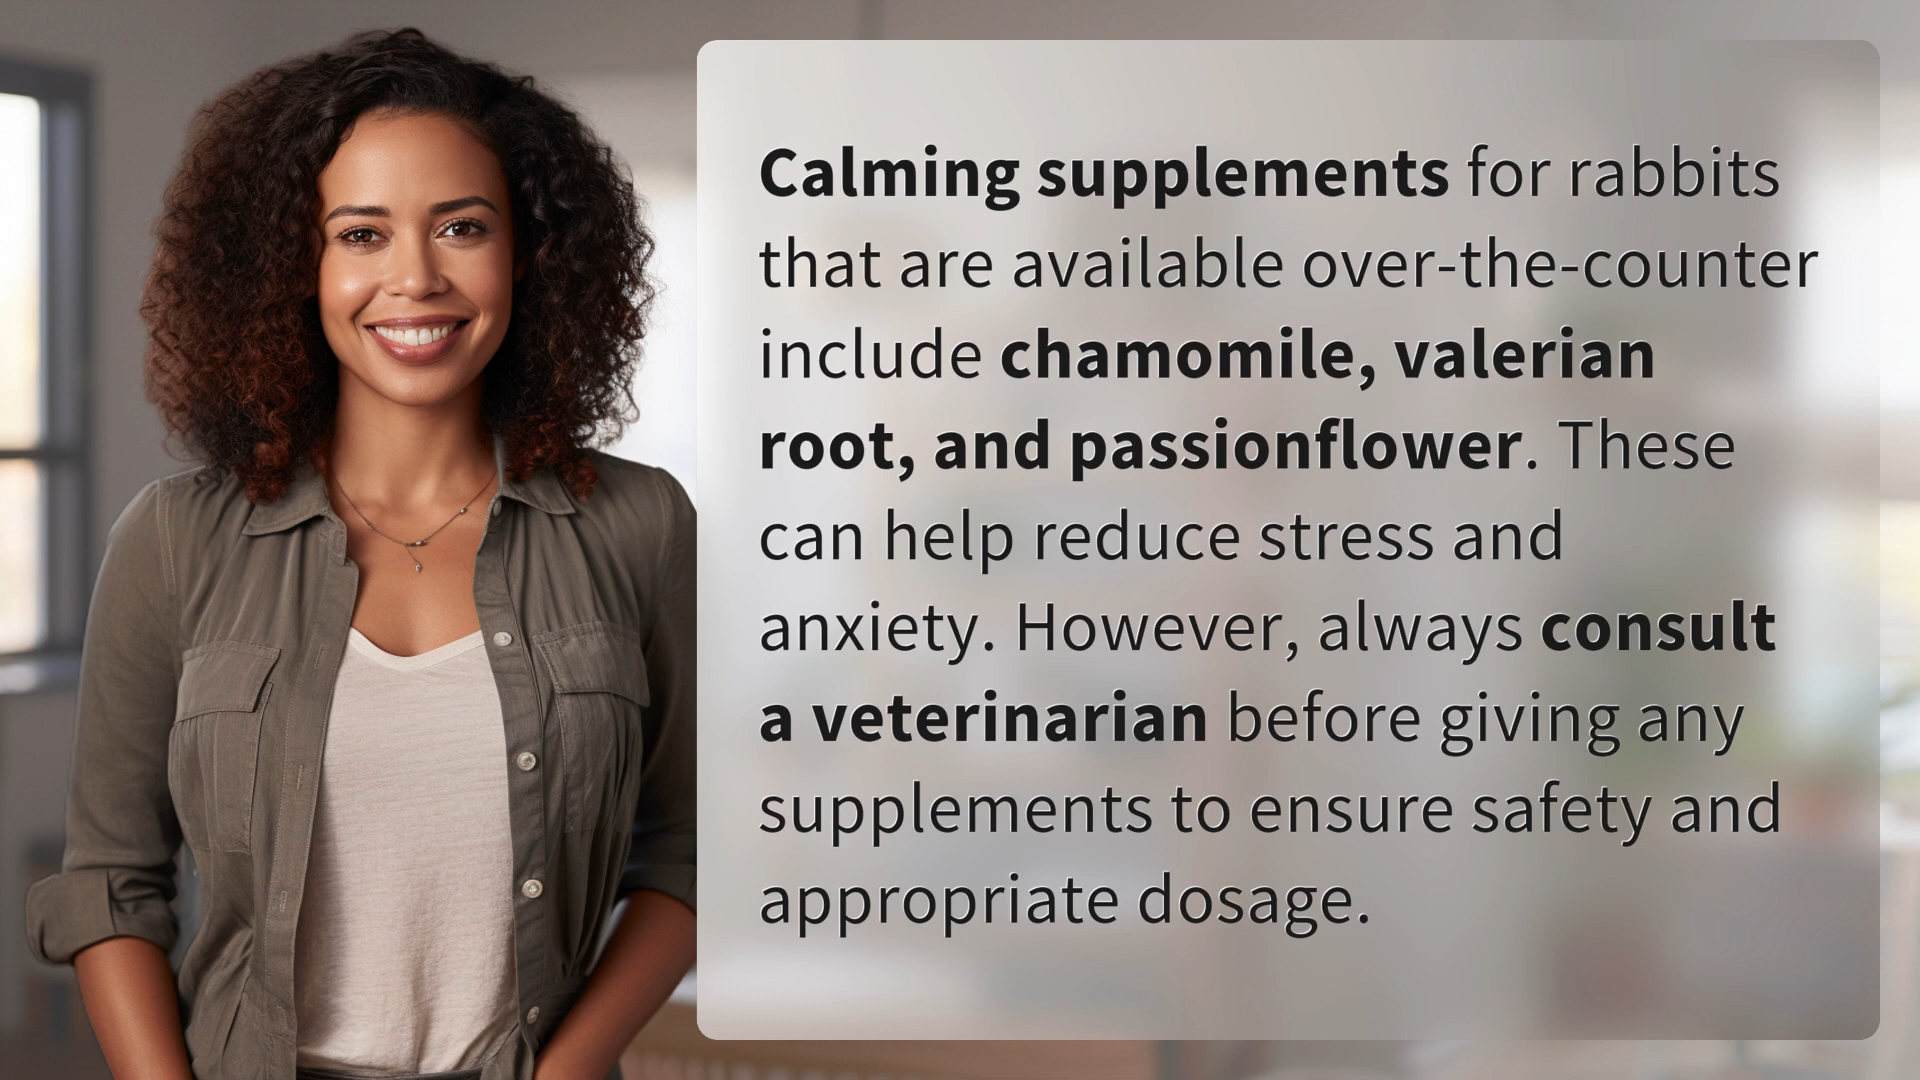 Calming supplements for rabbits
that are available over-the-counter
include chamomile, valerian
root, and passionflower. These
can help reduce stress and
anxiety. However, always consult
a veterinarian before giving any
supplements to ensure safety and
appropriate dosage.